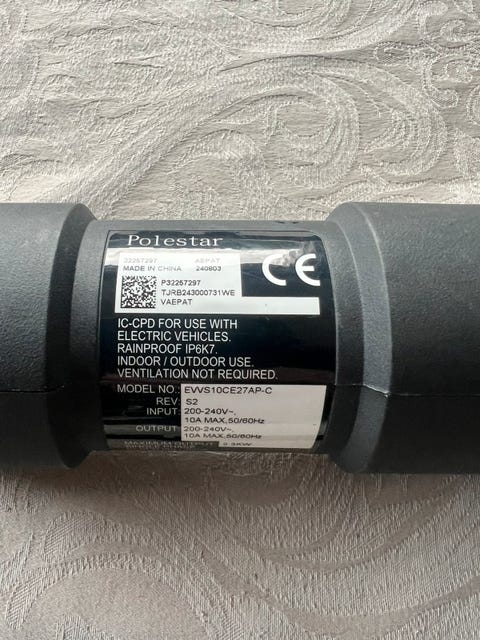 Polestar
32257297 AEPAT
MADE IN CHINA 240803
P32257297
TJRB243000731WE
VAEPAT
CE
IC-CPD FOR USE WITH
ELECTRIC VEHICLES.
RAINPROOF IP6K7.
INDOOR / OUTDOOR USE.
VENTILATION NOT REQUIRED.
MODEL NO.: EVVS10CE27AP-C
REV: S2
INPUT: 200-240V~,
10A MAX,50/60Hz
OUTPUT: 200-240V~,
10A MAX,50/60Hz
MAXIMUM OUTPUT 2.3KW